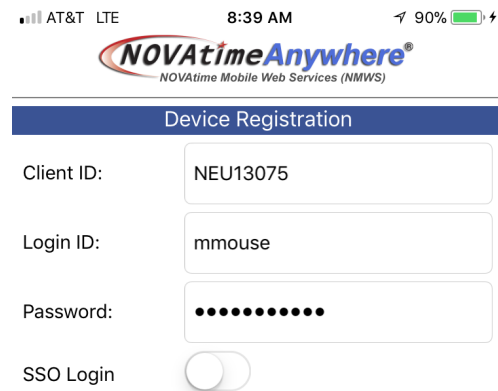 AT&T LTE 8:39 AM 90%
NOVAtimeAnywhere®
NOVAtime Mobile Web Services (NMWS)
Device Registration
Client ID: NEU13075
Login ID: mmouse
Password: •••••••••••
SSO Login